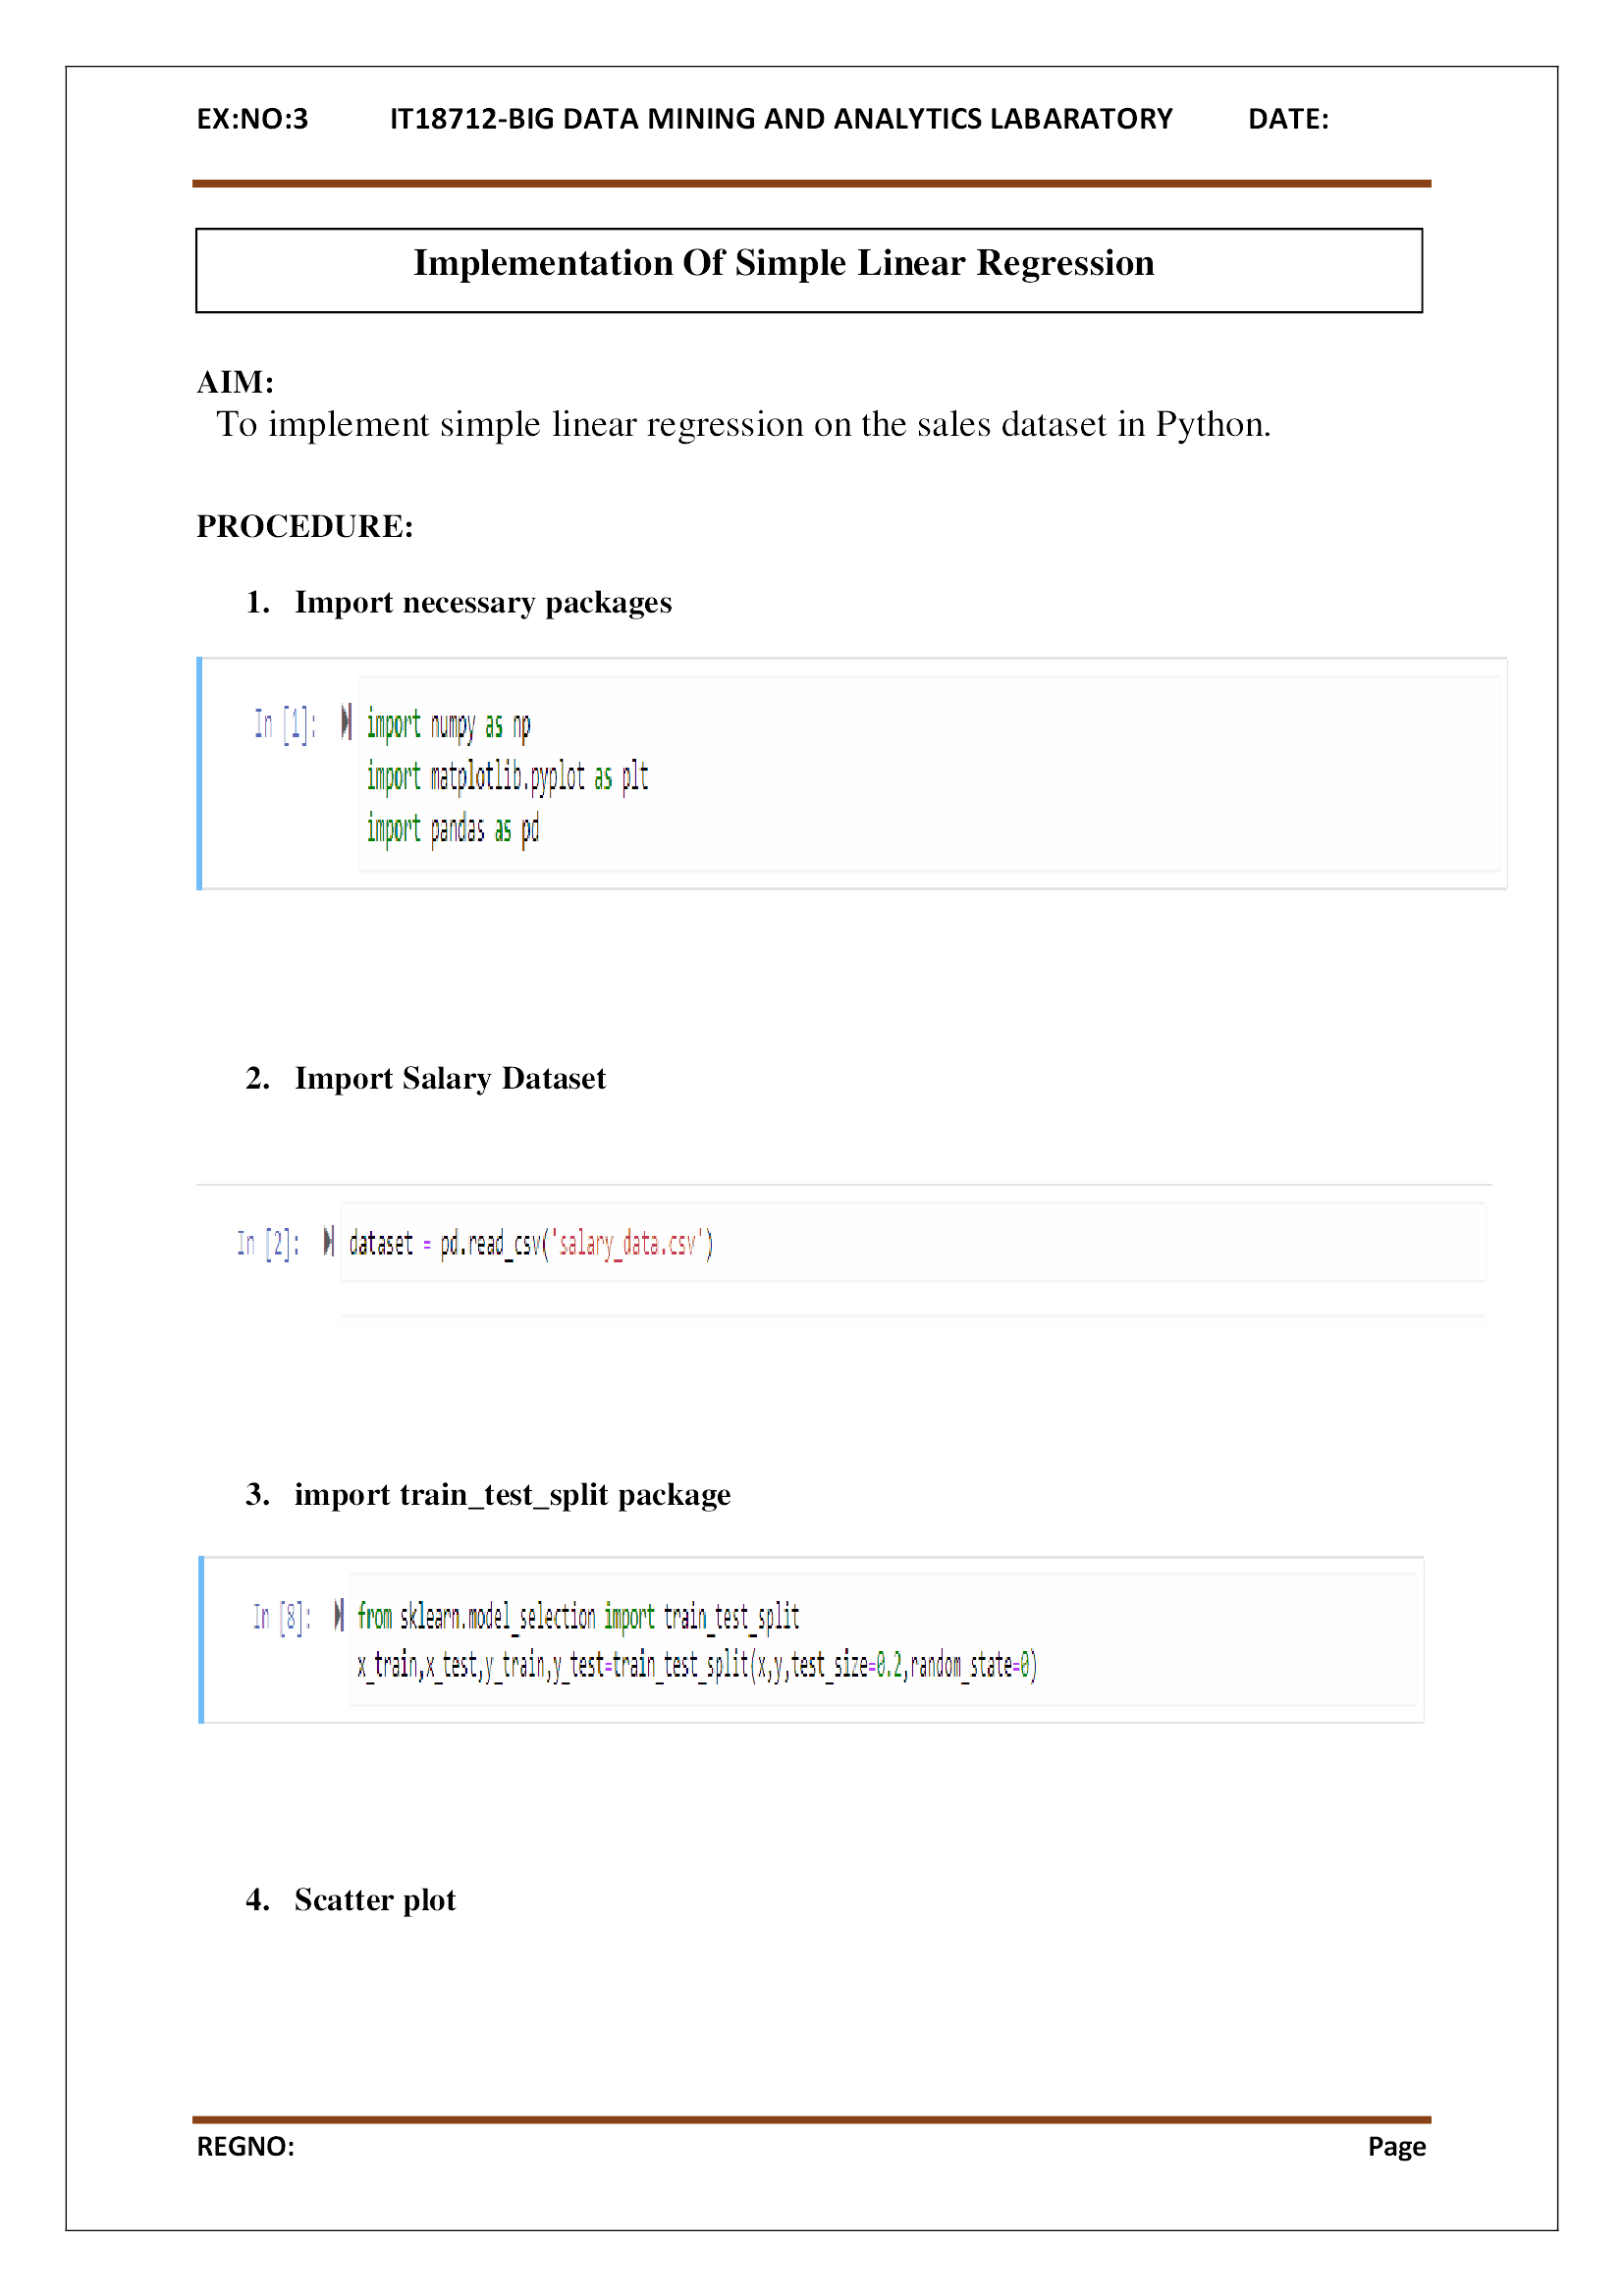 EX:NO:3 IT18712-BIG DATA MINING AND ANALYTICS LABARATORY DATE:
Implementation Of Simple Linear Regression
AIM:
To implement simple linear regression on the sales dataset in Python.
PROCEDURE:
1. Import necessary packages
In [1]: import numpy as np
import matplotlib.pyplot as plt
import pandas as pd
2. Import Salary Dataset
In [2]: dataset = pd.read_csv('salary_data.csv')
3. import train_test_split package
In [8]: from sklearn.model_selection import train_test_split
x_train,x_test,y_train,y_test=train_test_split(x,y,test_size=0.2,random_state=0)
4. Scatter plot
REGNO: Page